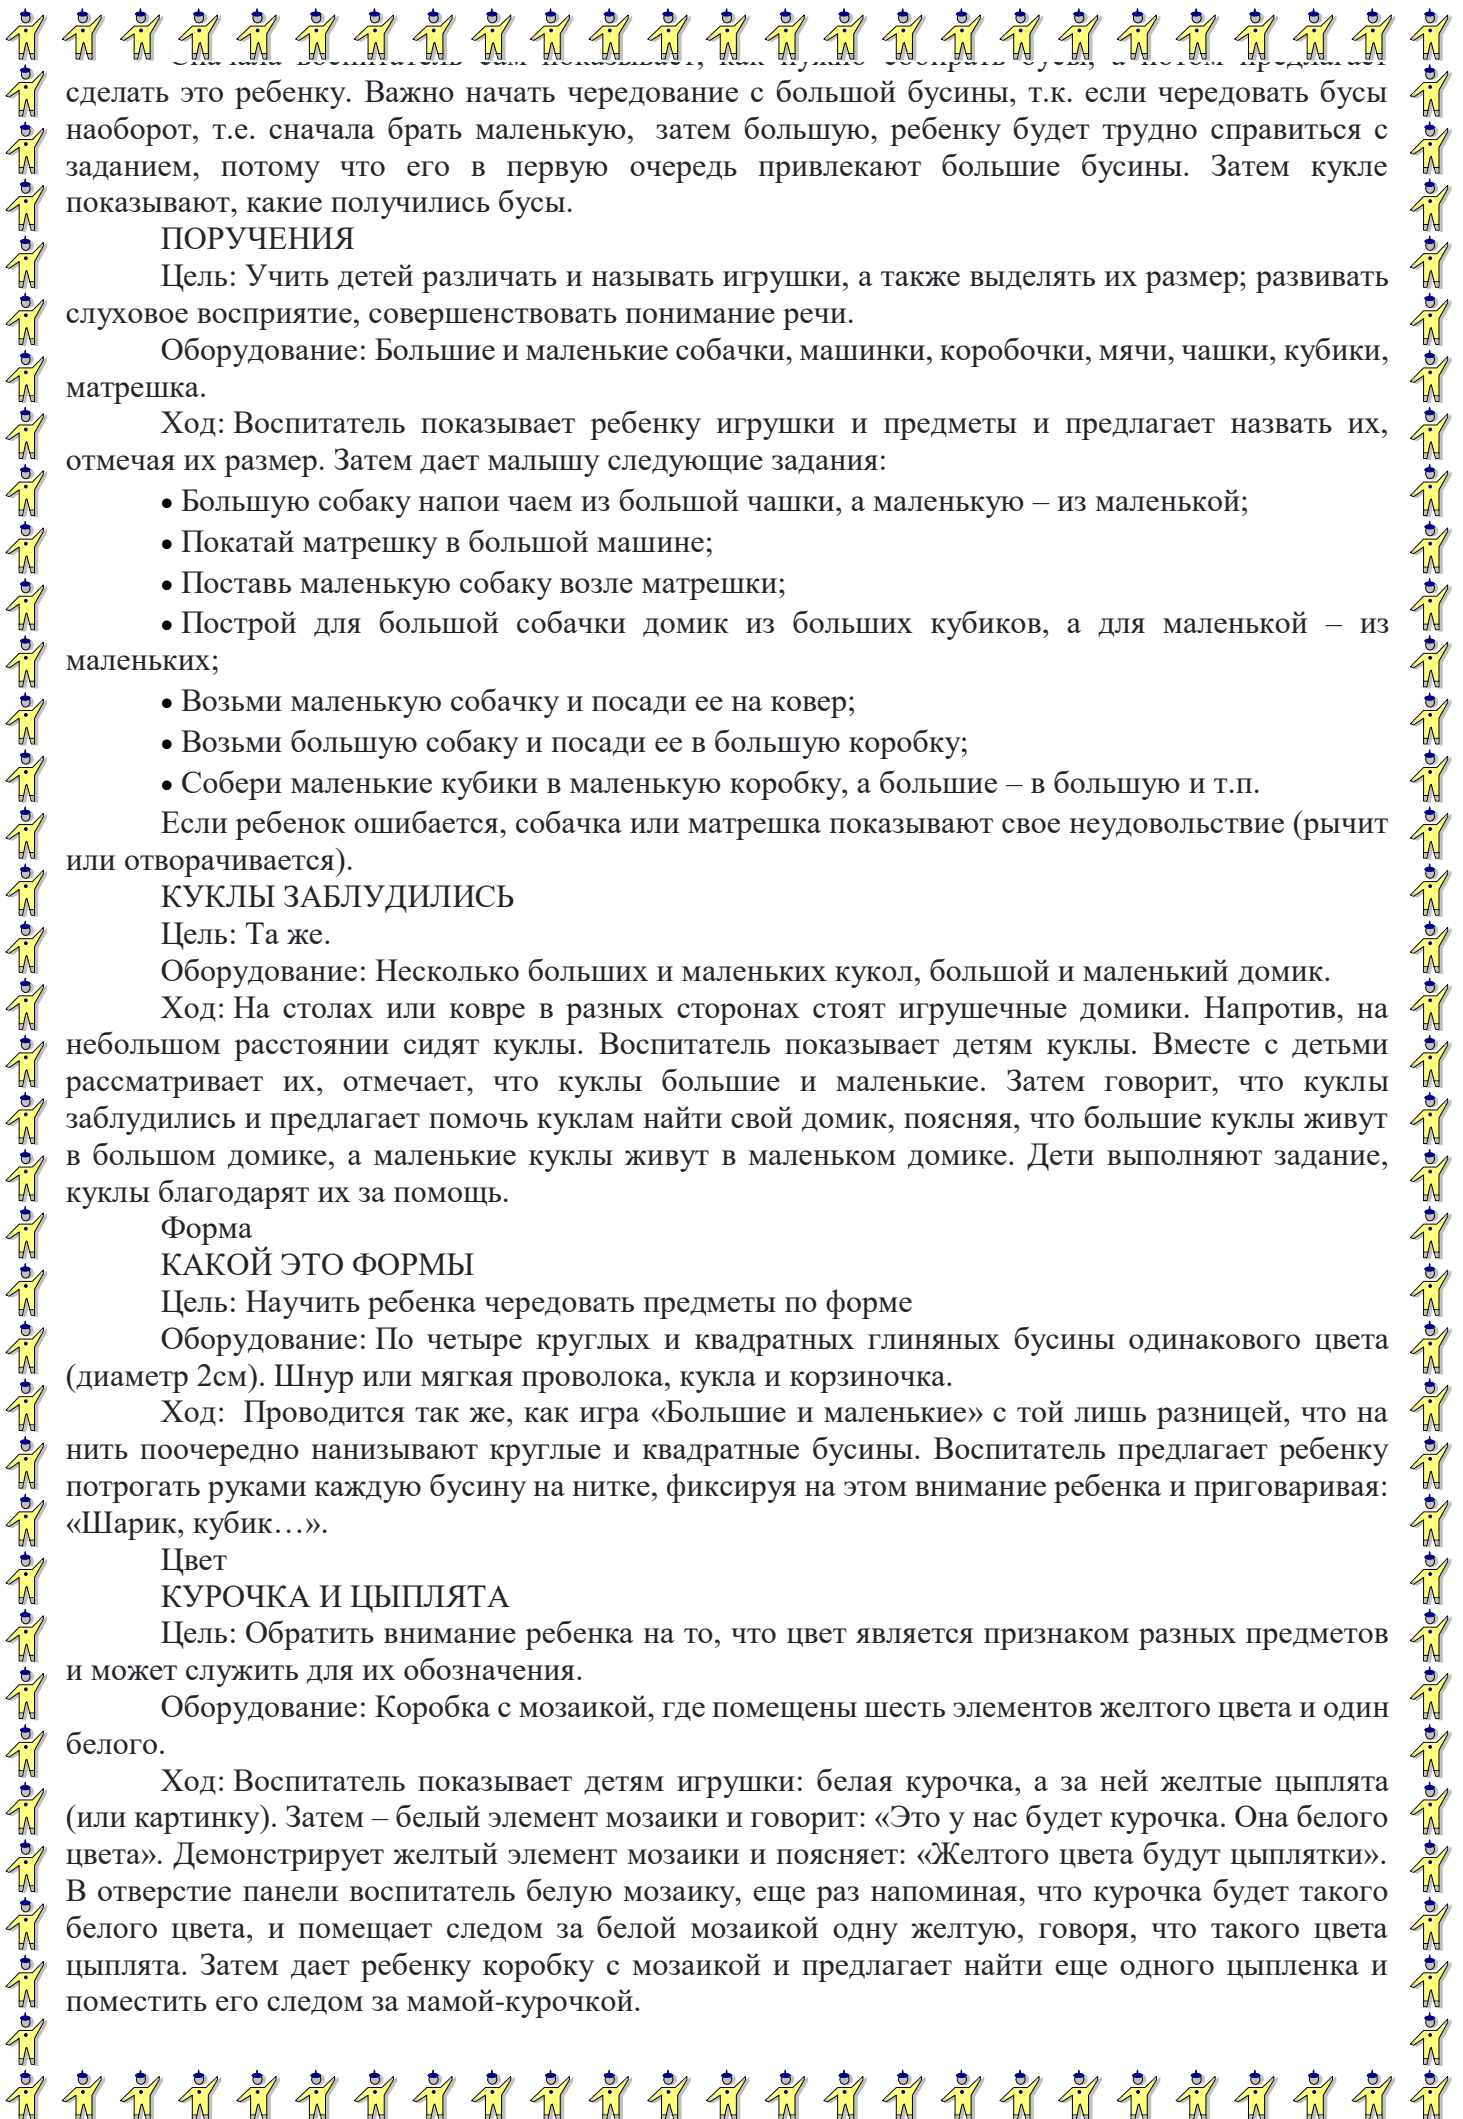 Сначала воспитатель сам показывает, как нужно собирать бусы, а потом предлагает
сделать это ребенку. Важно начать чередование с большой бусины, т.к. если чередовать бусы
наоборот, т.е. сначала брать маленькую, затем большую, ребенку будет трудно справиться с
заданием, потому что его в первую очередь привлекают большие бусины. Затем кукле
показывают, какие получились бусы.
ПОРУЧЕНИЯ
Цель: Учить детей различать и называть игрушки, а также выделять их размер; развивать
слуховое восприятие, совершенствовать понимание речи.
Оборудование: Большие и маленькие собачки, машинки, коробочки, мячи, чашки, кубики,
матрешка.
Ход: Воспитатель показывает ребенку игрушки и предметы и предлагает назвать их,
отмечая их размер. Затем дает малышу следующие задания:
• Большую собаку напои чаем из большой чашки, а маленькую – из маленькой;
• Покатай матрешку в большой машине;
• Поставь маленькую собаку возле матрешки;
• Построй для большой собачки домик из больших кубиков, а для маленькой – из
маленьких;
• Возьми маленькую собачку и посади ее на ковер;
• Возьми большую собаку и посади ее в большую коробку;
• Собери маленькие кубики в маленькую коробку, а большие – в большую и т.п.
Если ребенок ошибается, собачка или матрешка показывают свое неудовольствие (рычит
или отворачивается).
КУКЛЫ ЗАБЛУДИЛИСЬ
Цель: Та же.
Оборудование: Несколько больших и маленьких кукол, большой и маленький домик.
Ход: На столах или ковре в разных сторонах стоят игрушечные домики. Напротив, на
небольшом расстоянии сидят куклы. Воспитатель показывает детям куклы. Вместе с детьми
рассматривает их, отмечает, что куклы большие и маленькие. Затем говорит, что куклы
заблудились и предлагает помочь куклам найти свой домик, поясняя, что большие куклы живут
в большом домике, а маленькие куклы живут в маленьком домике. Дети выполняют задание,
куклы благодарят их за помощь.
Форма
КАКОЙ ЭТО ФОРМЫ
Цель: Научить ребенка чередовать предметы по форме
Оборудование: По четыре круглых и квадратных глиняных бусины одинакового цвета
(диаметр 2см). Шнур или мягкая проволока, кукла и корзиночка.
Ход: Проводится так же, как игра «Большие и маленькие» с той лишь разницей, что на
нить поочередно нанизывают круглые и квадратные бусины. Воспитатель предлагает ребенку
потрогать руками каждую бусину на нитке, фиксируя на этом внимание ребенка и приговаривая:
«Шарик, кубик…».
Цвет
КУРОЧКА И ЦЫПЛЯТА
Цель: Обратить внимание ребенка на то, что цвет является признаком разных предметов
и может служить для их обозначения.
Оборудование: Коробка с мозаикой, где помещены шесть элементов желтого цвета и один
белого.
Ход: Воспитатель показывает детям игрушки: белая курочка, а за ней желтые цыплята
(или картинку). Затем – белый элемент мозаики и говорит: «Это у нас будет курочка. Она белого
цвета». Демонстрирует желтый элемент мозаики и поясняет: «Желтого цвета будут цыплятки».
В отверстие панели воспитатель белую мозаику, еще раз напоминая, что курочка будет такого
белого цвета, и помещает следом за белой мозаикой одну желтую, говоря, что такого цвета
цыплята. Затем дает ребенку коробку с мозаикой и предлагает найти еще одного цыпленка и
поместить его следом за мамой-курочкой.